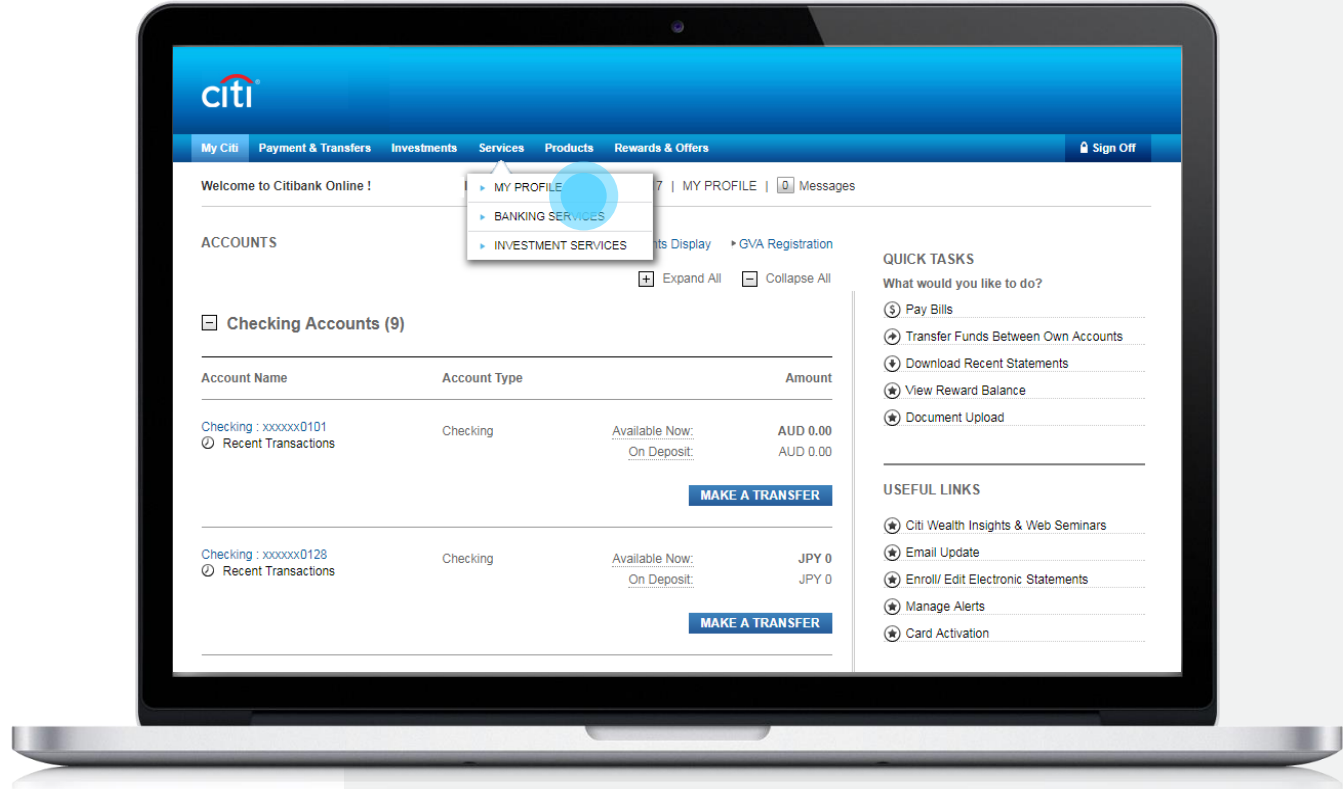 citi
My Citi Payment & Transfers Investments Services Products Rewards & Offers Sign Off
Welcome to Citibank Online ! 7 | MY PROFILE | 0 Messages
MY PROFILE
BANKING SERVICES
INVESTMENT SERVICES
ACCOUNTS Display GVA Registration
Expand All Collapse All
Checking Accounts (9)
Account Name Account Type Amount
Checking : xxxxxx0101 Checking Available Now: AUD 0.00
Recent Transactions On Deposit: AUD 0.00
MAKE A TRANSFER
Checking : xxxxxx0128 Checking Available Now: JPY 0
Recent Transactions On Deposit: JPY 0
MAKE A TRANSFER
QUICK TASKS
What would you like to do?
Pay Bills
Transfer Funds Between Own Accounts
Download Recent Statements
View Reward Balance
Document Upload
USEFUL LINKS
Citi Wealth Insights & Web Seminars
Email Update
Enroll/ Edit Electronic Statements
Manage Alerts
Card Activation